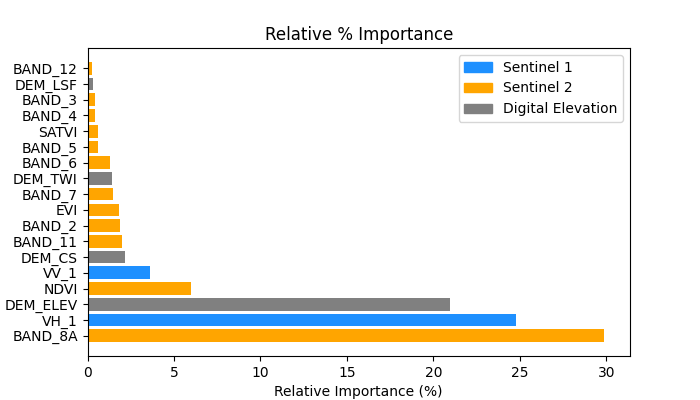 Relative % Importance
BAND_12
DEM_LSF
BAND_3
BAND_4
SATVI
BAND_5
BAND_6
DEM_TWI
BAND_7
EVI
BAND_2
BAND_11
DEM_CS
VV_1
NDVI
DEM_ELEV
VH_1
BAND_8A
Sentinel 1
Sentinel 2
Digital Elevation
0 5 10 15 20 25 30
Relative Importance (%)